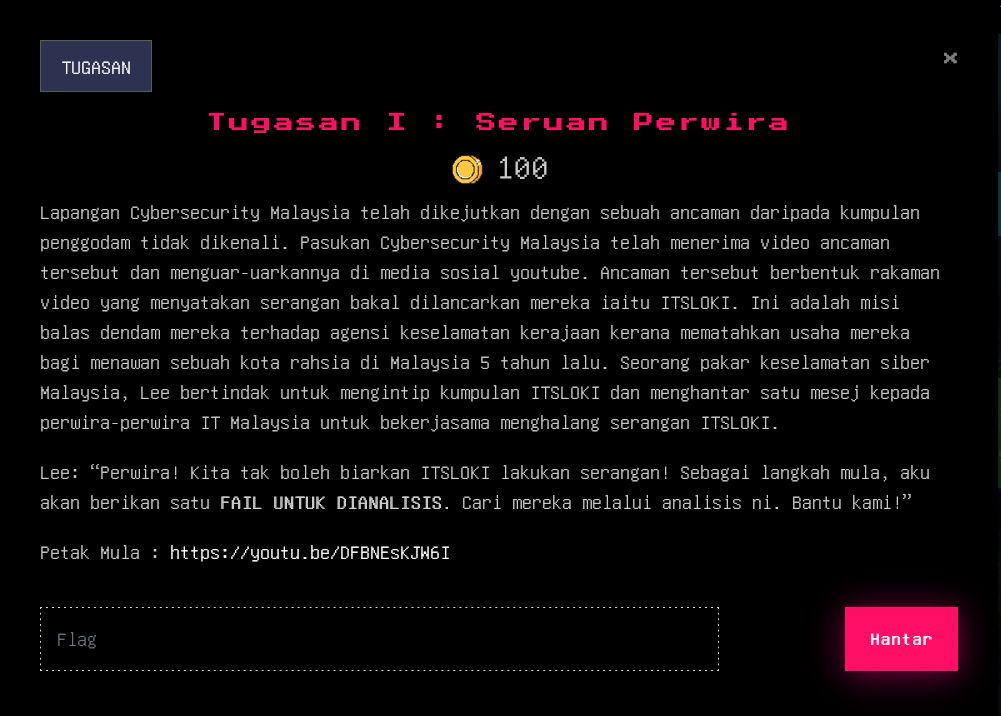 TUGASAN
×
Tugasan I : Seruan Perwira
100
Lapangan Cybersecurity Malaysia telah dikejutkan dengan sebuah ancaman daripada kumpulan
penggodam tidak dikenali. Pasukan Cybersecurity Malaysia telah menerima video ancaman
tersebut dan menguar-uarkannya di media sosial youtube. Ancaman tersebut berbentuk rakaman
video yang menyatakan serangan bakal dilancarkan mereka iaitu ITSLOKI. Ini adalah misi
balas dendam mereka terhadap agensi keselamatan kerajaan kerana mematahkan usaha mereka
bagi menawan sebuah kota rahsia di Malaysia 5 tahun lalu. Seorang pakar keselamatan siber
Malaysia, Lee bertindak untuk mengintip kumpulan ITSLOKI dan menghantar satu mesej kepada
perwira-perwira IT Malaysia untuk bekerjasama menghalang serangan ITSLOKI.
Lee: “Perwira! Kita tak boleh biarkan ITSLOKI lakukan serangan! Sebagai langkah mula, aku
akan berikan satu FAIL UNTUK DIANALISIS. Cari mereka melalui analisis ni. Bantu kami!”
Petak Mula : https://youtu.be/DFBNEsKJW6I
Flag
Hantar